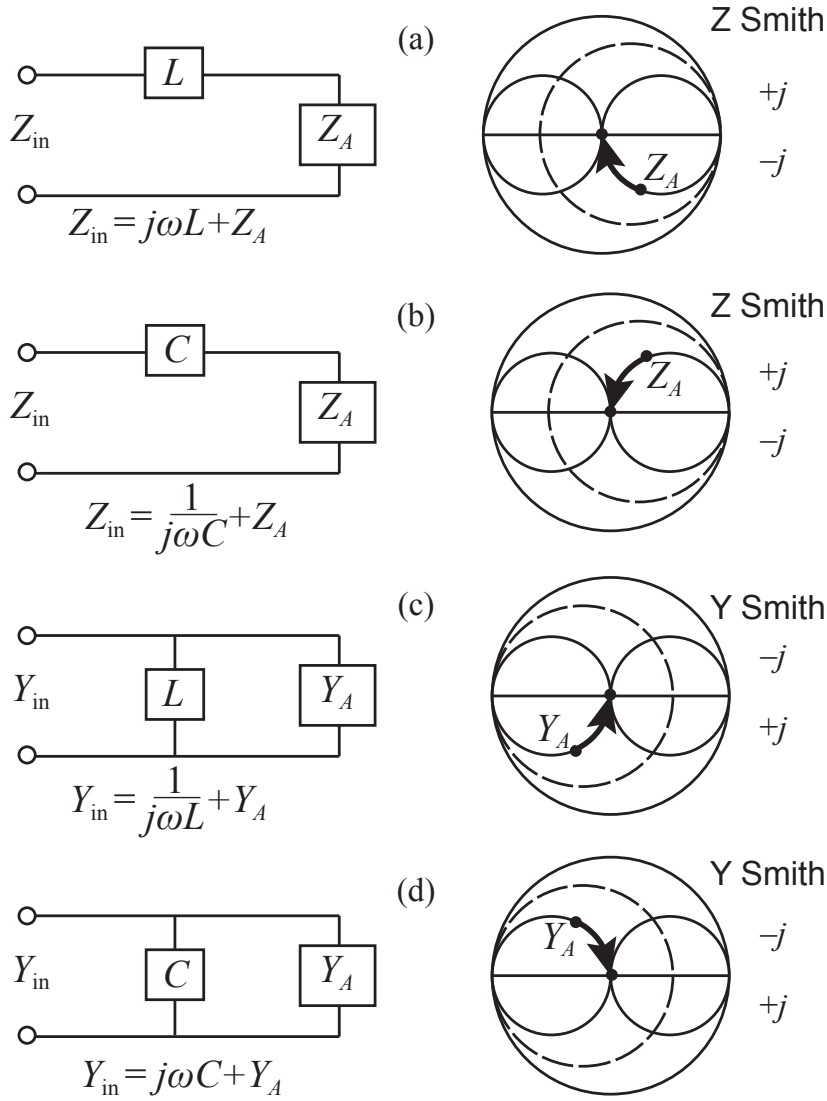 (a)
Z Smith
L
Z_A
Z_in
+j
−j
Z_A
Z_in = jωL + Z_A
(b)
Z Smith
C
Z_A
Z_in
+j
−j
Z_A
Z_in = 1/jωC + Z_A
(c)
Y Smith
−j
L
Y_A
Y_in
+j
Y_A
Y_in = 1/jωL + Y_A
(d)
Y Smith
−j
C
Y_A
Y_in
+j
Y_A
Y_in = jωC + Y_A